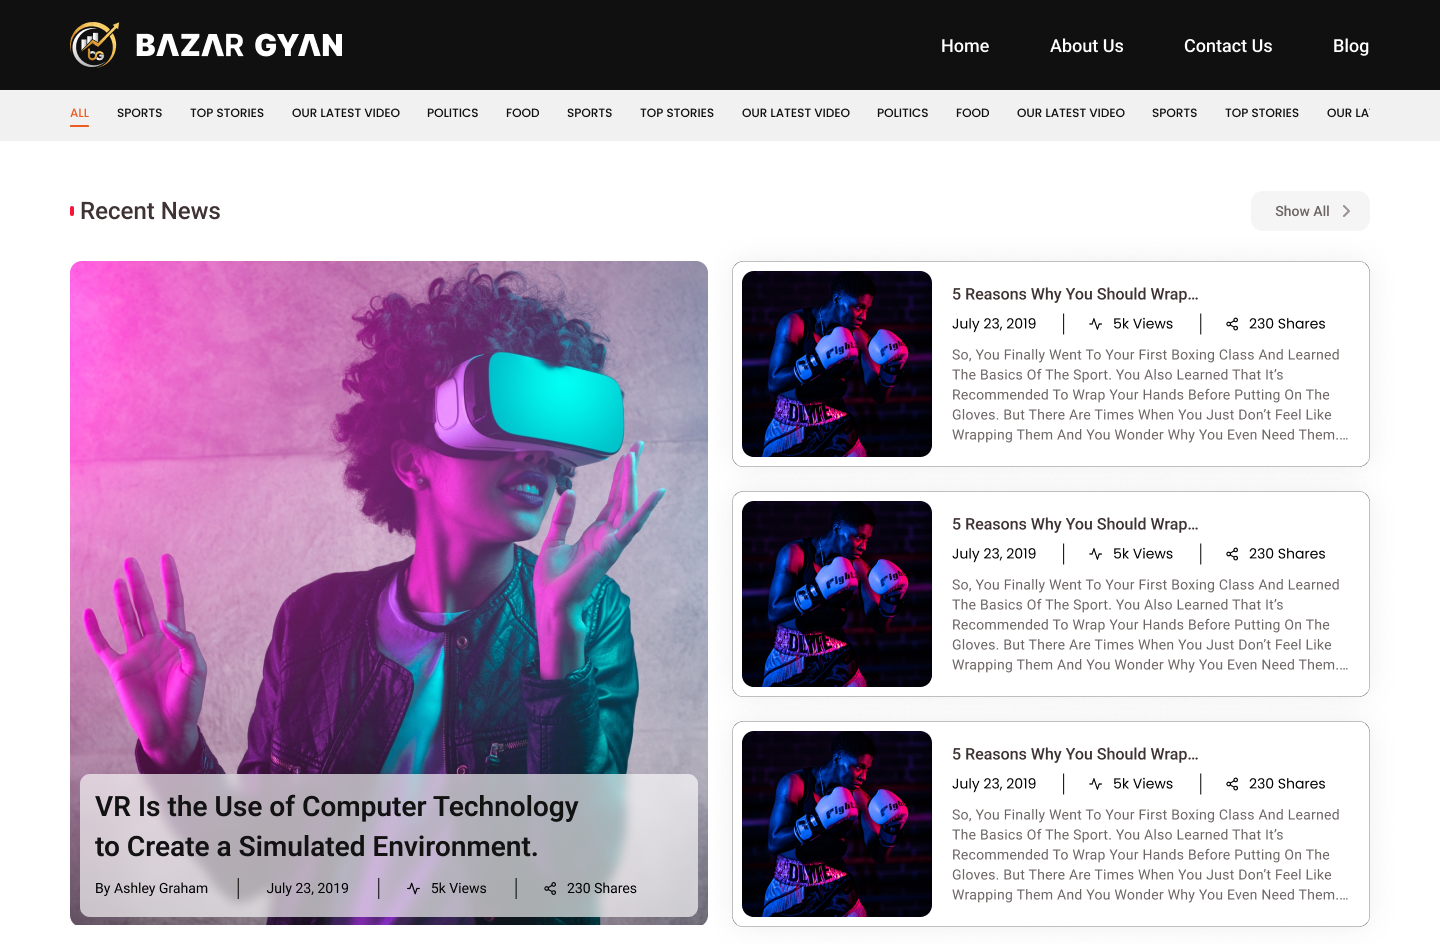 BG
BAZAR GYAN
Home
About Us
Contact Us
Blog
ALL
SPORTS
TOP STORIES
OUR LATEST VIDEO
POLITICS
FOOD
SPORTS
TOP STORIES
OUR LATEST VIDEO
POLITICS
FOOD
OUR LATEST VIDEO
SPORTS
TOP STORIES
OUR LA
Recent News
Show All
VR Is the Use of Computer Technology
to Create a Simulated Environment.
By Ashley Graham
July 23, 2019
5k Views
230 Shares
5 Reasons Why You Should Wrap...
July 23, 2019
5k Views
230 Shares
So, You Finally Went To Your First Boxing Class And Learned
The Basics Of The Sport. You Also Learned That It's
Recommended To Wrap Your Hands Before Putting On The
Gloves. But There Are Times When You Just Don't Feel Like
Wrapping Them And You Wonder Why You Even Need Them....
5 Reasons Why You Should Wrap...
July 23, 2019
5k Views
230 Shares
So, You Finally Went To Your First Boxing Class And Learned
The Basics Of The Sport. You Also Learned That It's
Recommended To Wrap Your Hands Before Putting On The
Gloves. But There Are Times When You Just Don't Feel Like
Wrapping Them And You Wonder Why You Even Need Them....
5 Reasons Why You Should Wrap...
July 23, 2019
5k Views
230 Shares
So, You Finally Went To Your First Boxing Class And Learned
The Basics Of The Sport. You Also Learned That It's
Recommended To Wrap Your Hands Before Putting On The
Gloves. But There Are Times When You Just Don't Feel Like
Wrapping Them And You Wonder Why You Even Need Them....